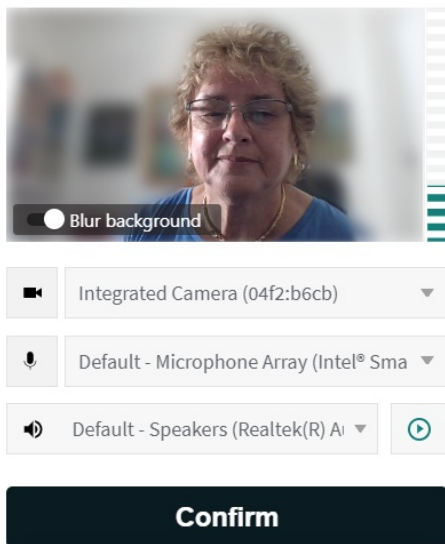 Blur background
Integrated Camera (04f2:b6cb)
Default - Microphone Array (Intel® Sma
Default - Speakers (Realtek(R) Au
Confirm